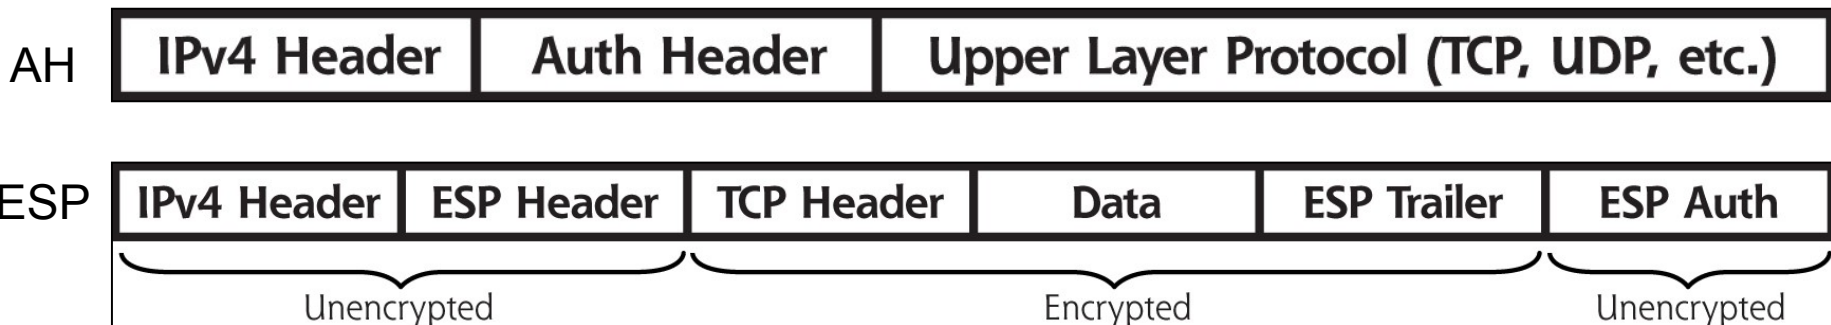 AH IPv4 Header Auth Header Upper Layer Protocol (TCP, UDP, etc.)
ESP IPv4 Header ESP Header TCP Header Data ESP Trailer ESP Auth
Unencrypted Encrypted Unencrypted